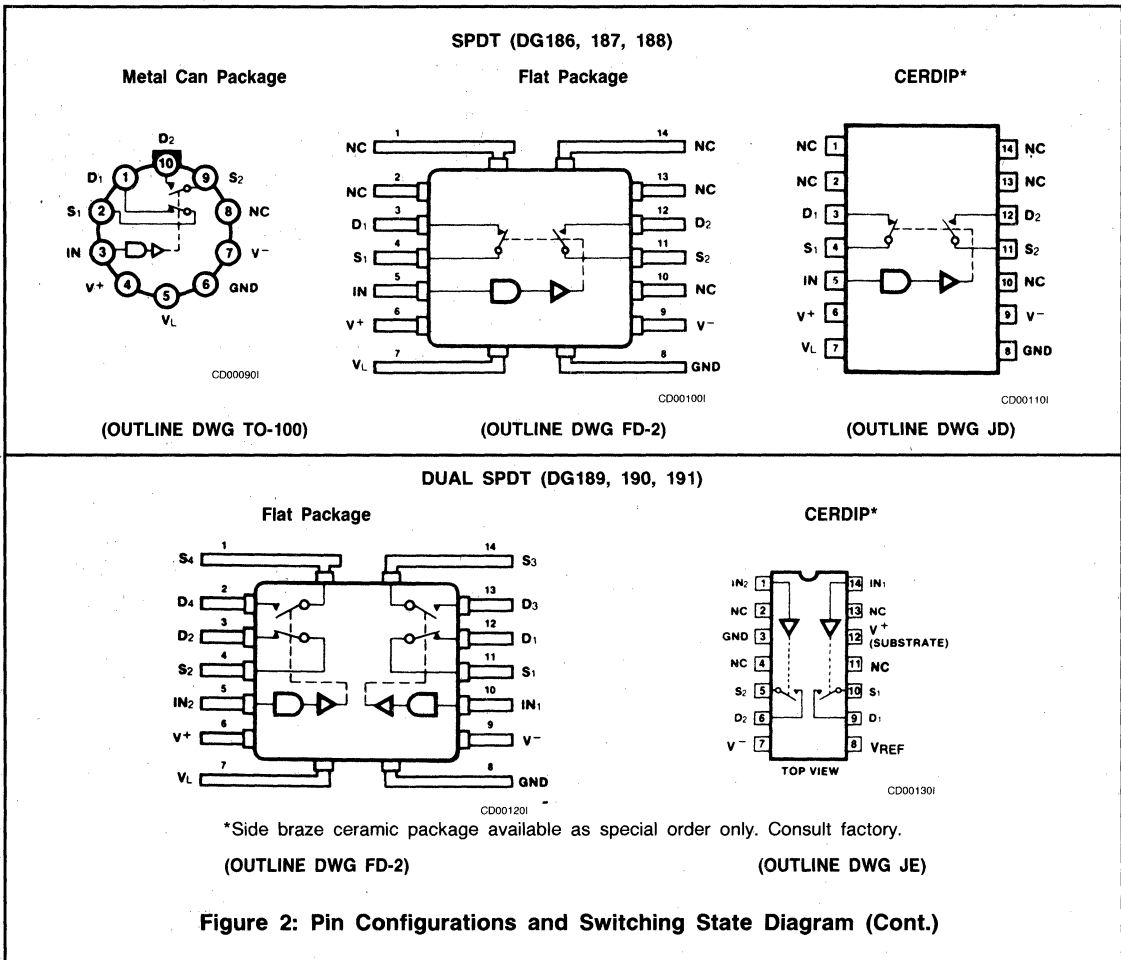 SPDT (DG186, 187, 188)
Metal Can Package
D2
10
D1 1
9 S2
S1 2
8 NC
IN 3
7 V-
V+ 4
6 GND
5
VL
CD00090I
(OUTLINE DWG TO-100)
Flat Package
NC 1
14 NC
NC 2
13 NC
D1 3
12 D2
S1 4
11 S2
IN 5
10 NC
V+ 6
9 V-
VL 7
8 GND
CD00100I
(OUTLINE DWG FD-2)
CERDIP*
NC 1
14 NC
NC 2
13 NC
D1 3
12 D2
S1 4
11 S2
IN 5
10 NC
V+ 6
9 V-
VL 7
8 GND
CD00110I
(OUTLINE DWG JD)
DUAL SPDT (DG189, 190, 191)
Flat Package
S4 1
14 S3
D4 2
13 D3
D2 3
12 D1
S2 4
11 S1
IN2 5
10 IN1
V+ 6
9 V-
VL 7
8 GND
CD00120I
CERDIP*
IN2 1
14 IN1
NC 2
13 NC
GND 3
12 V+
(SUBSTRATE)
NC 4
11 NC
S2 5
10 S1
D2 6
9 D1
V- 7
8 VREF
TOP VIEW
CD00130I
*Side braze ceramic package available as special order only. Consult factory.
(OUTLINE DWG FD-2)
(OUTLINE DWG JE)
Figure 2: Pin Configurations and Switching State Diagram (Cont.)